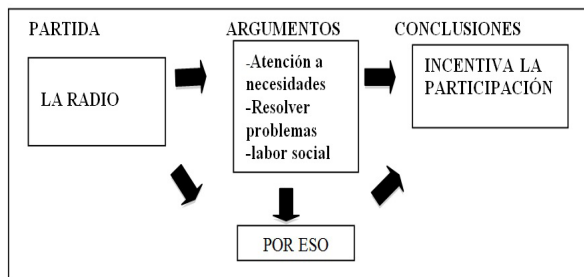 PARTIDA
ARGUMENTOS
CONCLUSIONES
LA RADIO
-Atención a
necesidades
-Resolver
problemas
-labor social
INCENTIVA LA
PARTICIPACIÓN
POR ESO